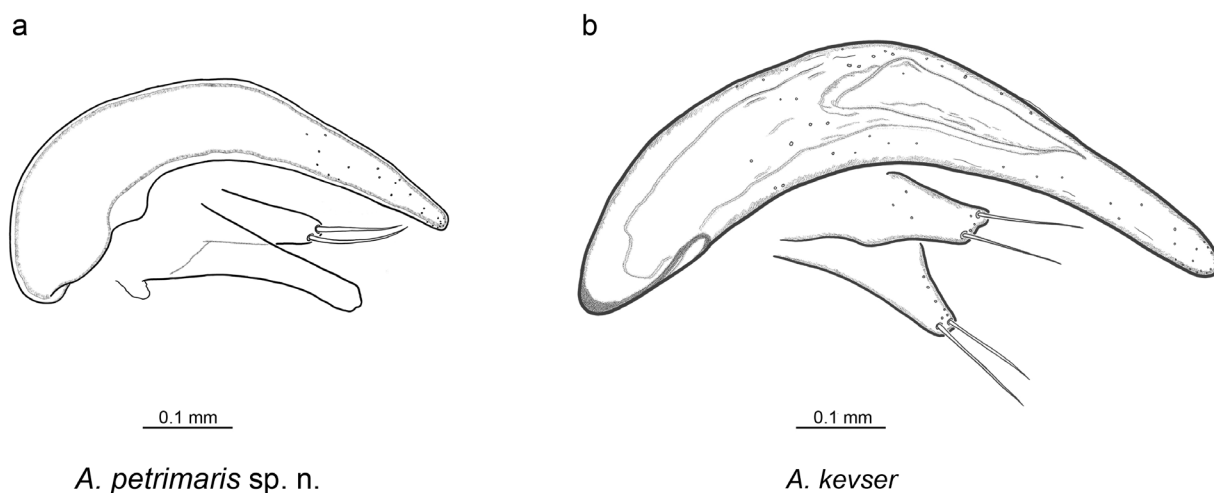 a
b
0.1 mm
0.1 mm
A. petrimaris sp. n.
A. kevser